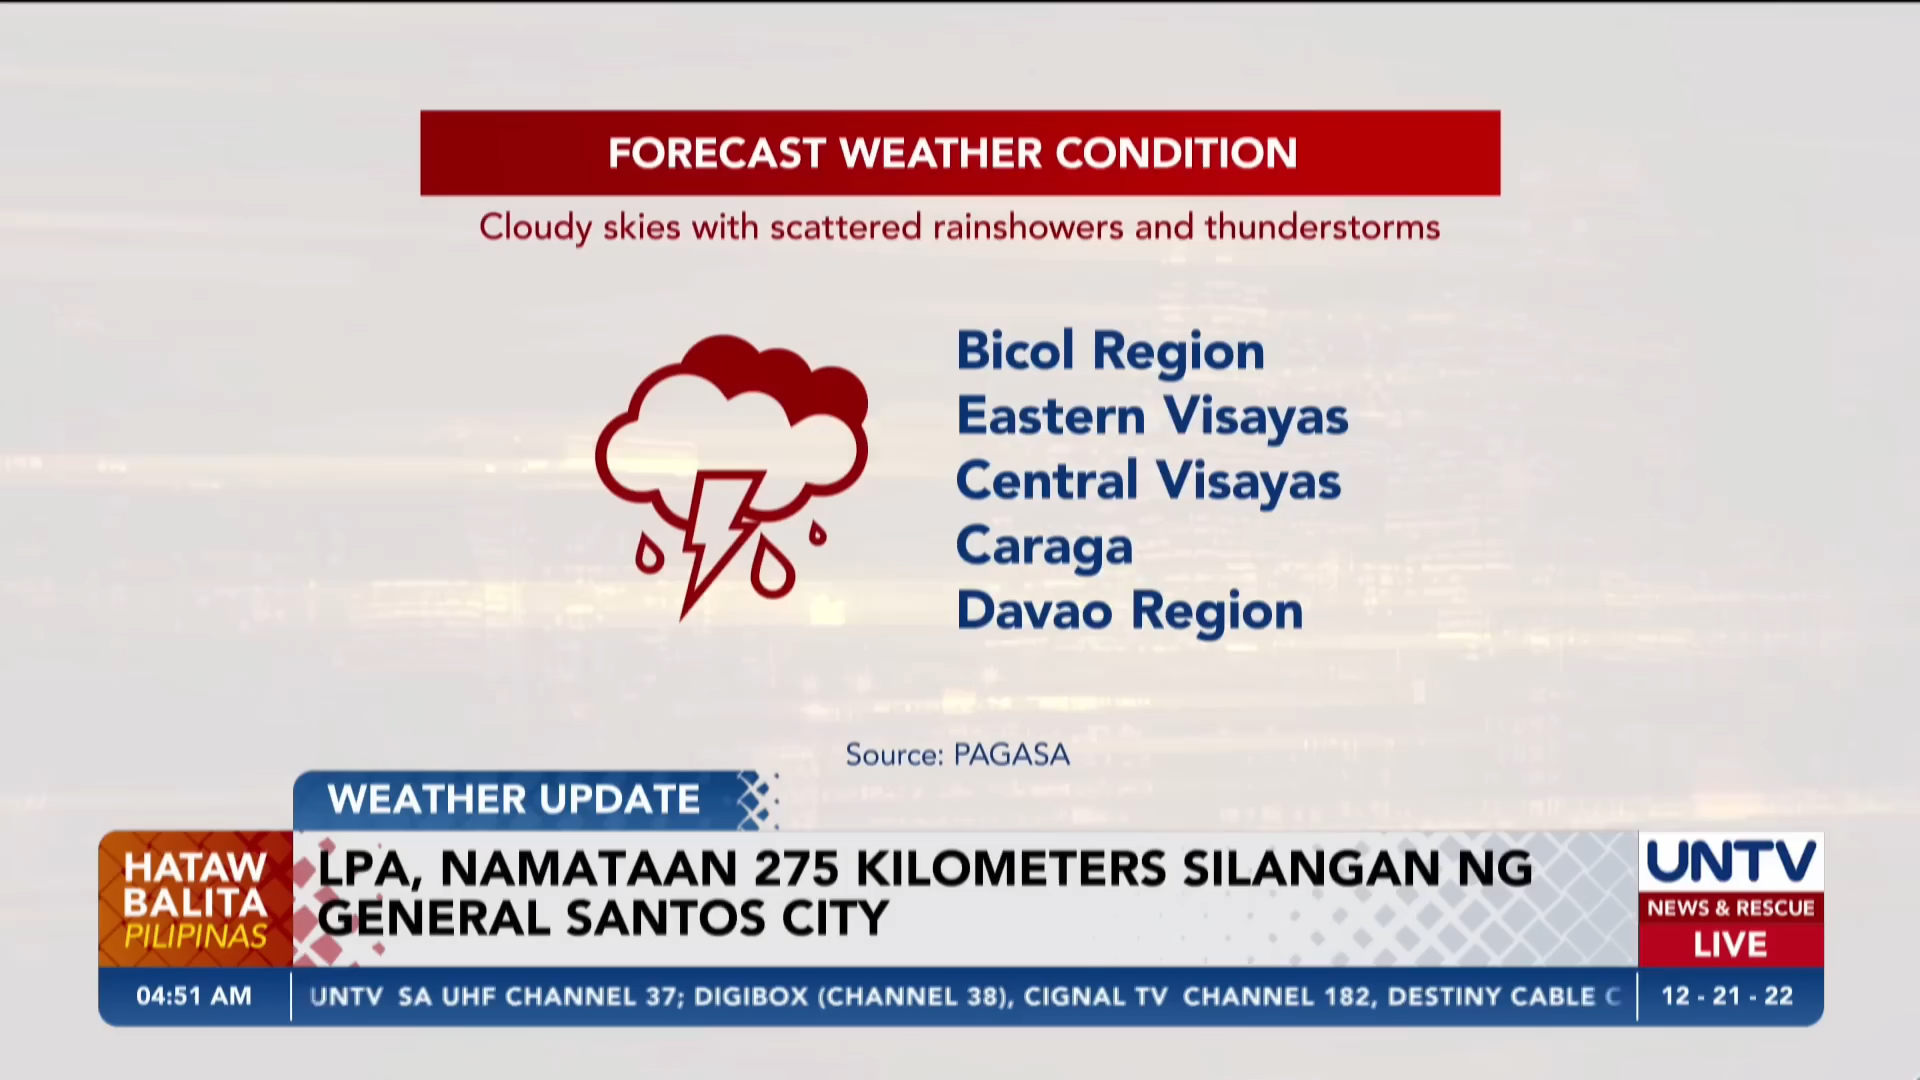 FORECAST WEATHER CONDITION
Cloudy skies with scattered rainshowers and thunderstorms
Bicol Region
Eastern Visayas
Central Visayas
Caraga
Davao Region
Source: PAGASA
WEATHER UPDATE
HATAW
BALITA
PILIPINAS
LPA, NAMATAAN 275 KILOMETERS SILANGAN NG
GENERAL SANTOS CITY
UNTV
NEWS & RESCUE
LIVE
04:51 AM
UNTV SA UHF CHANNEL 37; DIGIBOX (CHANNEL 38), CIGNAL TV CHANNEL 182, DESTINY CABLE C
12 - 21 - 22